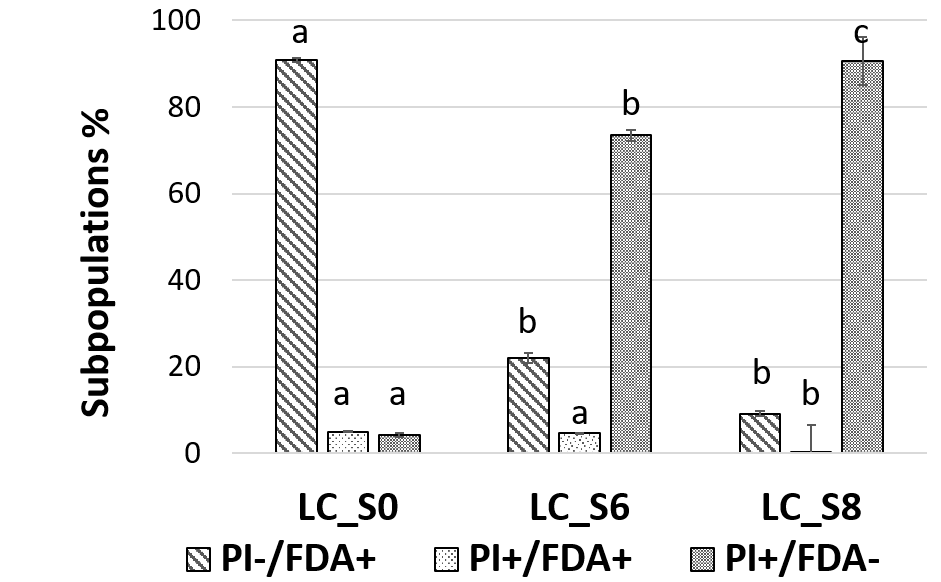 100
80
60
40
20
0
Subpopulations %
a
a
a
b
a
b
b
b
c
LC_S0
LC_S6
LC_S8
PI-/FDA+
PI+/FDA+
PI+/FDA-